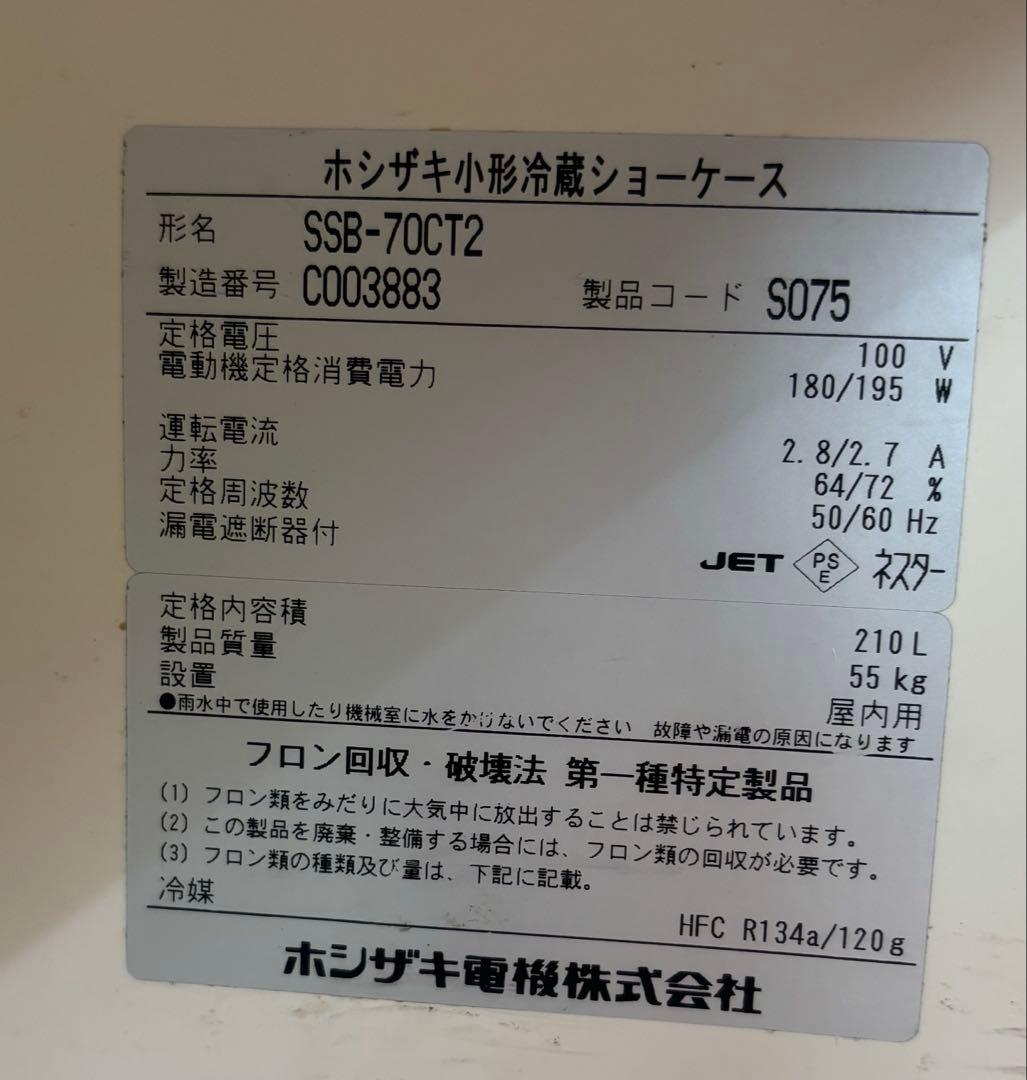 ホシザキ小形冷蔵ショーケース
形名 SSB-70CT2
製造番号 C003883 製品コード S075
定格電圧 100 V
電動機定格消費電力 180/195 W
運転電流 2.8/2.7 A
力率 64/72 %
定格周波数 50/60 Hz
漏電遮断器付
JET PSE ネスター
定格内容積 210 L
製品質量 55 kg
設置 屋内用
●雨水中で使用したり機械室に水をかけないでください 故障や漏電の原因になります
フロン回収・破壊法 第一種特定製品
(1) フロン類をみだりに大気中に放出することは禁じられています。
(2) この製品を廃棄・整備する場合には、フロン類の回収が必要です。
(3) フロン類の種類及び量は、下記に記載。
冷媒 HFC R134a/120g
ホシザキ電機株式会社